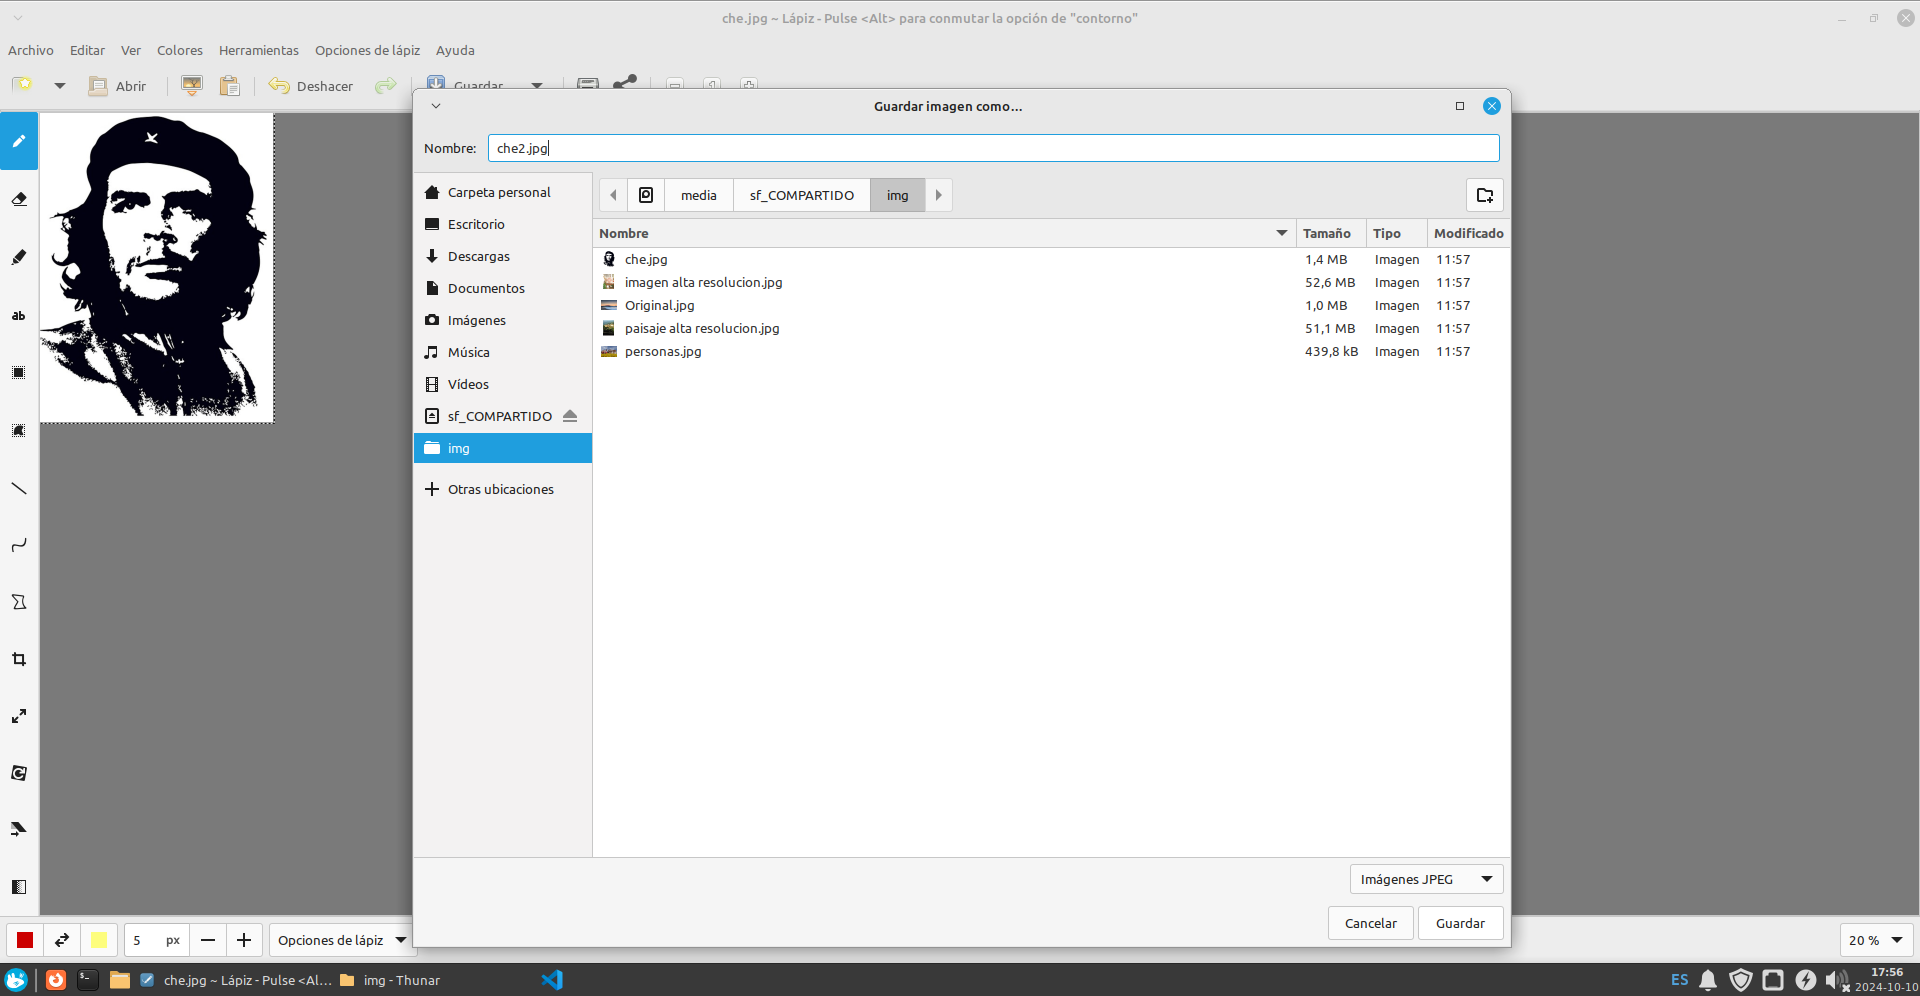 che.jpg ~ Lápiz - Pulse <Alt> para conmutar la opción de "contorno"
Archivo Editar Ver Colores Herramientas Opciones de lápiz Ayuda
Abrir Deshacer Guardar
Guardar imagen como...
Nombre: che2.jpg
Carpeta personal
Escritorio
Descargas
Documentos
Imágenes
Música
Vídeos
sf_COMPARTIDO
img
Otras ubicaciones
media sf_COMPARTIDO img
Nombre Tamaño Tipo Modificado
che.jpg 1,4 MB Imagen 11:57
imagen alta resolucion.jpg 52,6 MB Imagen 11:57
Original.jpg 1,0 MB Imagen 11:57
paisaje alta resolucion.jpg 51,1 MB Imagen 11:57
personas.jpg 439,8 kB Imagen 11:57
Imágenes JPEG
Cancelar Guardar
ab
5 px Opciones de lápiz 20 %
che.jpg ~ Lápiz - Pulse <Al... img - Thunar ES 17:56
2024-10-10